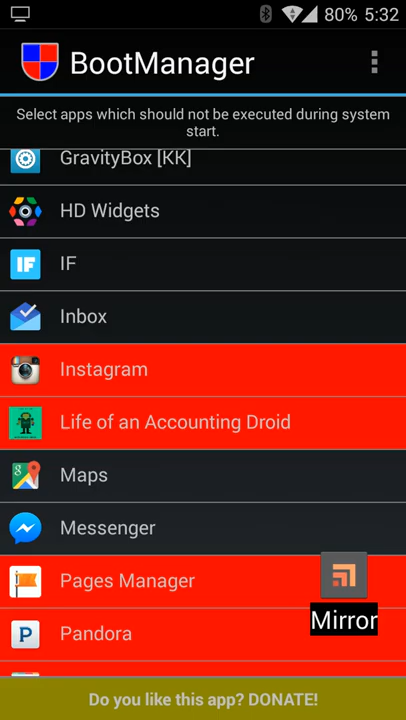 80% 5:32
BootManager
Select apps which should not be executed during system
start.
GravityBox [KK]
HD Widgets
IF
IF
Inbox
Instagram
Life of an Accounting Droid
g
Maps
Messenger
Pages Manager
P
Pandora
Mirror
Do you like this app? DONATE!